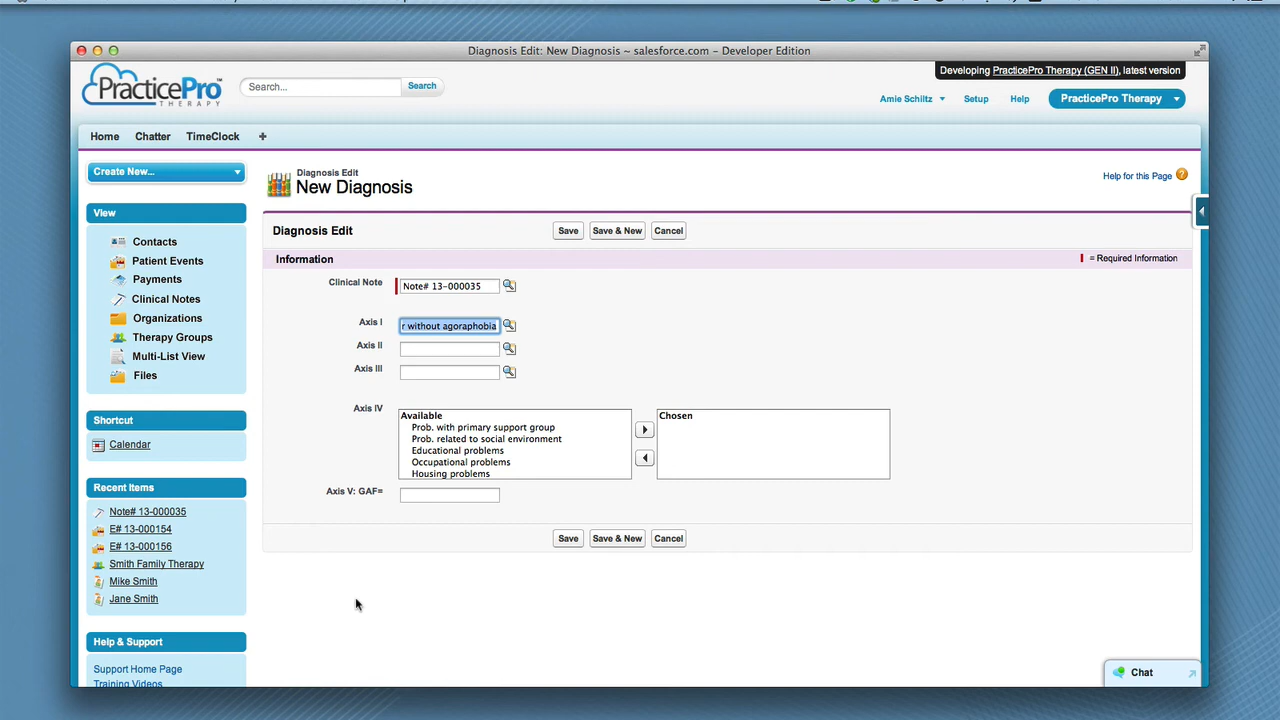 Diagnosis Edit: New Diagnosis ~ salesforce.com – Developer Edition
Developing PracticePro Therapy (GEN II), latest version
PracticePro
THERAPY
Search... Search
Amie Schiltz Setup Help PracticePro Therapy
Home Chatter TimeClock +
Create New...
View
Contacts
Patient Events
Payments
Clinical Notes
Organizations
Therapy Groups
Multi-List View
Files
Shortcut
Calendar
Recent Items
Note# 13-000035
E# 13-000154
E# 13-000156
Smith Family Therapy
Mike Smith
Jane Smith
Help & Support
Support Home Page
Training Videos
Diagnosis Edit
New Diagnosis
Help for this Page ?
Diagnosis Edit Save Save & New Cancel
Information = Required Information
Clinical Note Note# 13-000035
Axis I r without agoraphobia
Axis II
Axis III
Axis IV
Available
Prob. with primary support group
Prob. related to social environment
Educational problems
Occupational problems
Housing problems
Chosen
Axis V: GAF=
Save Save & New Cancel
Chat